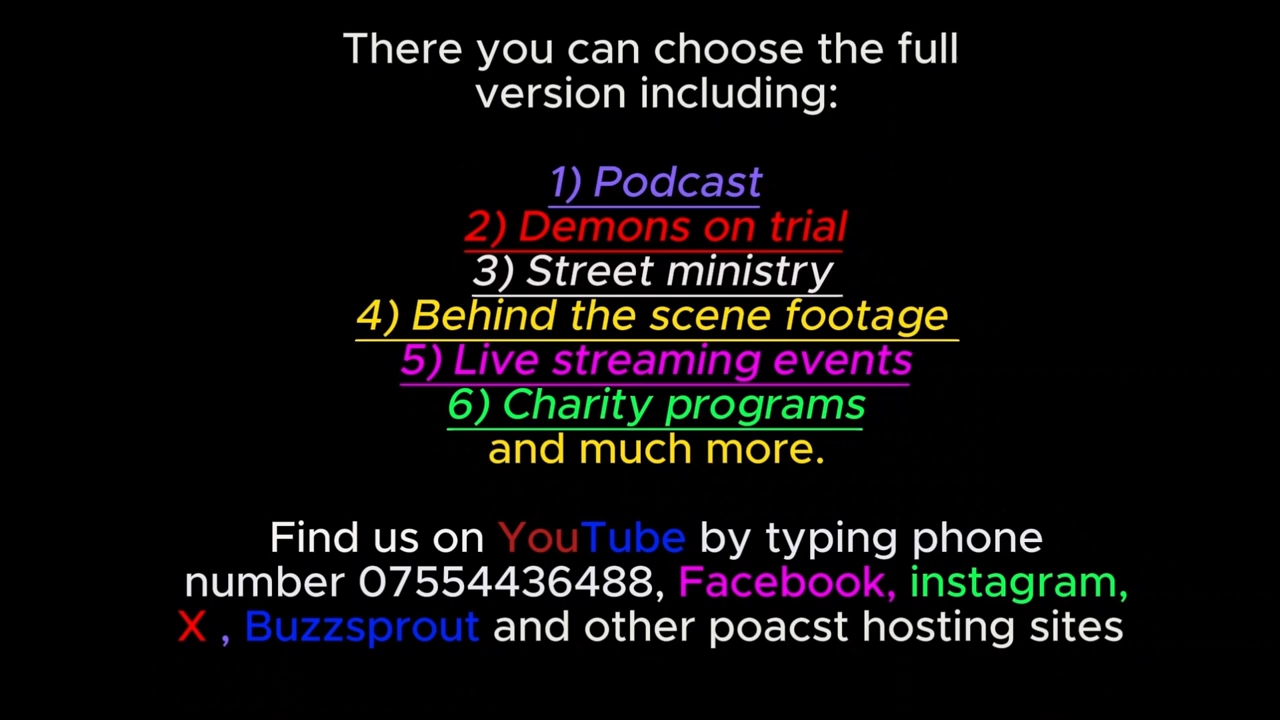 There you can choose the full
version including:
1) Podcast
2) Demons on trial
3) Street ministry
4) Behind the scene footage
5) Live streaming events
6) Charity programs
and much more.
Find us on YouTube by typing phone
number 07554436488, Facebook, instagram,
X , Buzzsprout and other poacst hosting sites